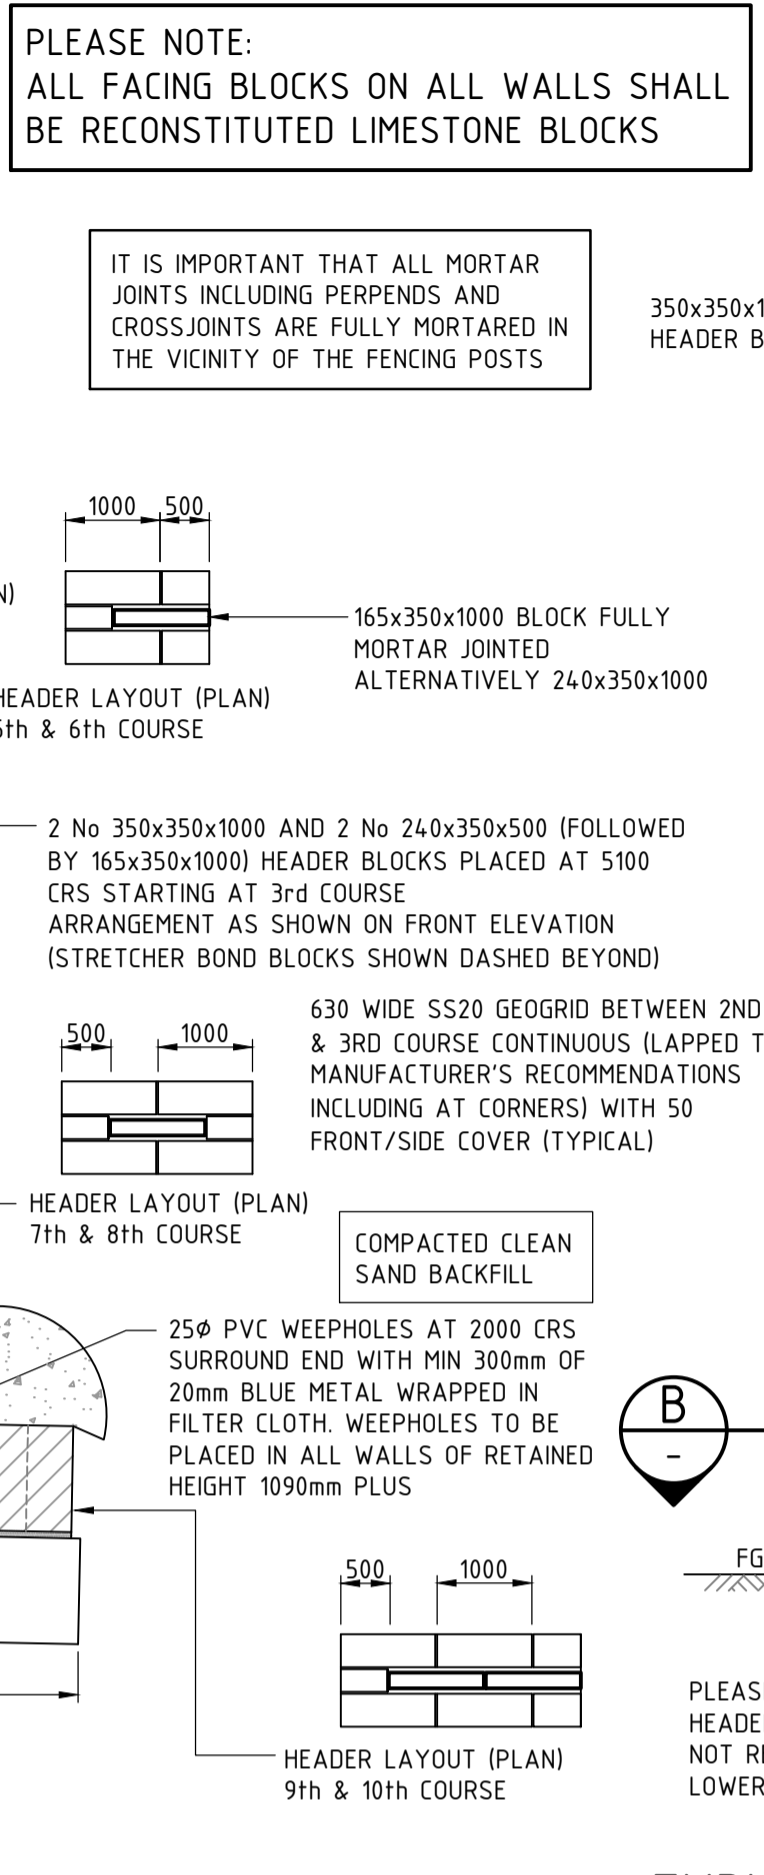 PLEASE NOTE:
ALL FACING BLOCKS ON ALL WALLS SHALL
BE RECONSTITUTED LIMESTONE BLOCKS
IT IS IMPORTANT THAT ALL MORTAR
JOINTS INCLUDING PERPENDS AND
CROSSJOINTS ARE FULLY MORTARED IN
THE VICINITY OF THE FENCING POSTS
350x350x1
HEADER B
1000 500
N)
165x350x1000 BLOCK FULLY
MORTAR JOINTED
ALTERNATIVELY 240x350x1000
HEADER LAYOUT (PLAN)
5th & 6th COURSE
2 No 350x350x1000 AND 2 No 240x350x500 (FOLLOWED
BY 165x350x1000) HEADER BLOCKS PLACED AT 5100
CRS STARTING AT 3rd COURSE
ARRANGEMENT AS SHOWN ON FRONT ELEVATION
(STRETCHER BOND BLOCKS SHOWN DASHED BEYOND)
500 1000
630 WIDE SS20 GEOGRID BETWEEN 2ND
& 3RD COURSE CONTINUOUS (LAPPED T
MANUFACTURER'S RECOMMENDATIONS
INCLUDING AT CORNERS) WITH 50
FRONT/SIDE COVER (TYPICAL)
HEADER LAYOUT (PLAN)
7th & 8th COURSE
COMPACTED CLEAN
SAND BACKFILL
25Ø PVC WEEPHOLES AT 2000 CRS
SURROUND END WITH MIN 300mm OF
20mm BLUE METAL WRAPPED IN
FILTER CLOTH. WEEPHOLES TO BE
PLACED IN ALL WALLS OF RETAINED
HEIGHT 1090mm PLUS
B
-
FG
500 1000
PLEAS
HEADE
NOT R
LOWER
HEADER LAYOUT (PLAN)
9th & 10th COURSE